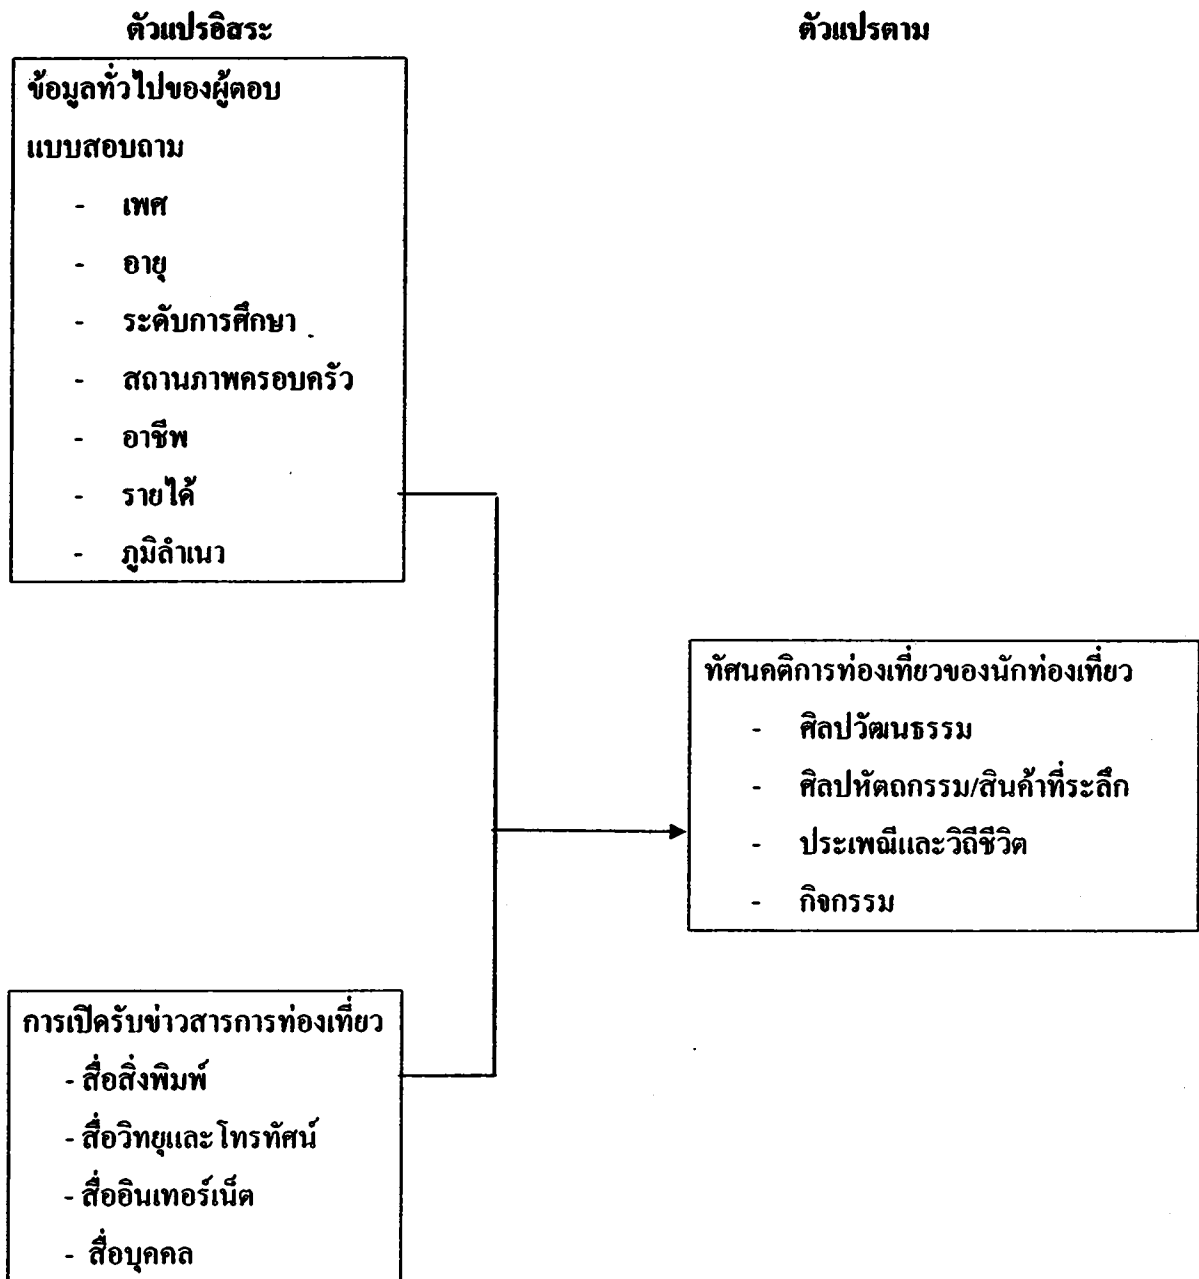 ตัวแปรอิสระ
ตัวแปรตาม
ข้อมูลทั่วไปของผู้ตอบ
แบบสอบถาม
- เพศ
- อายุ
- ระดับการศึกษา
- สถานภาพครอบครัว
- อาชีพ
- รายได้
- ภูมิลำเนว
ทัศนคติการท่องเที่ยวของนักท่องเที่ยว
- ศิลปวัฒนธรรม
- ศิลปหัตถกรรม/สินค้าที่ระลึก
- ประเพณีและวิถีชีวิต
- กิจกรรม
การเปิดรับข่าวสารการท่องเที่ยว
- สื่อสิ่งพิมพ์
- สื่อวิทยุและโทรทัศน์
- สื่ออินเทอร์เน็ต
- สื่อบุคคล